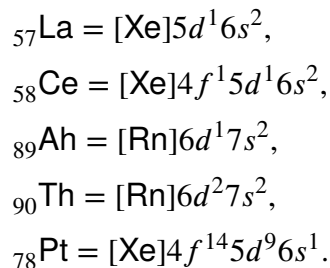 ₅₇La = [Xe]5d¹6s²,
₅₈Ce = [Xe]4f¹5d¹6s²,
₈₉Ah = [Rn]6d¹7s²,
₉₀Th = [Rn]6d²7s²,
₇₈Pt = [Xe]4f¹⁴5d⁹6s¹.